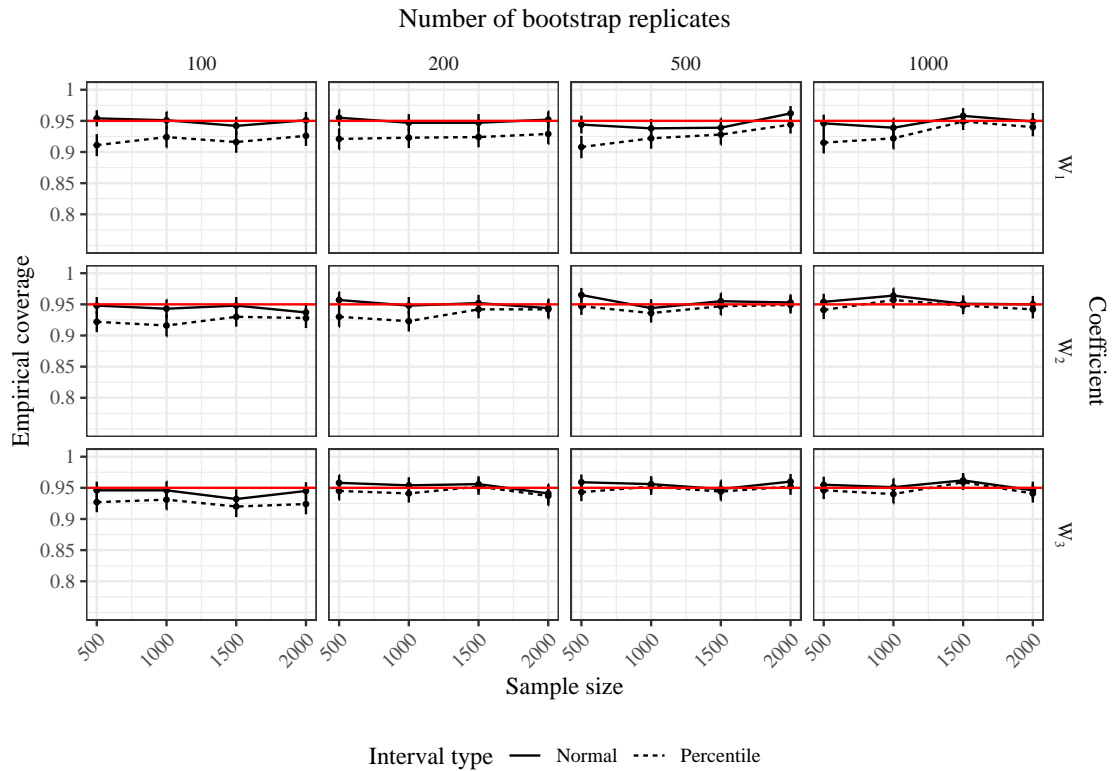 Number of bootstrap replicates
100 200 500 1000
1
0.95
0.9
0.85
0.8
W1
1
0.95
0.9
0.85
0.8
W2
1
0.95
0.9
0.85
0.8
W3
Empirical coverage
Coefficient
500 1000 1500 2000 500 1000 1500 2000 500 1000 1500 2000 500 1000 1500 2000
Sample size
Interval type Normal Percentile